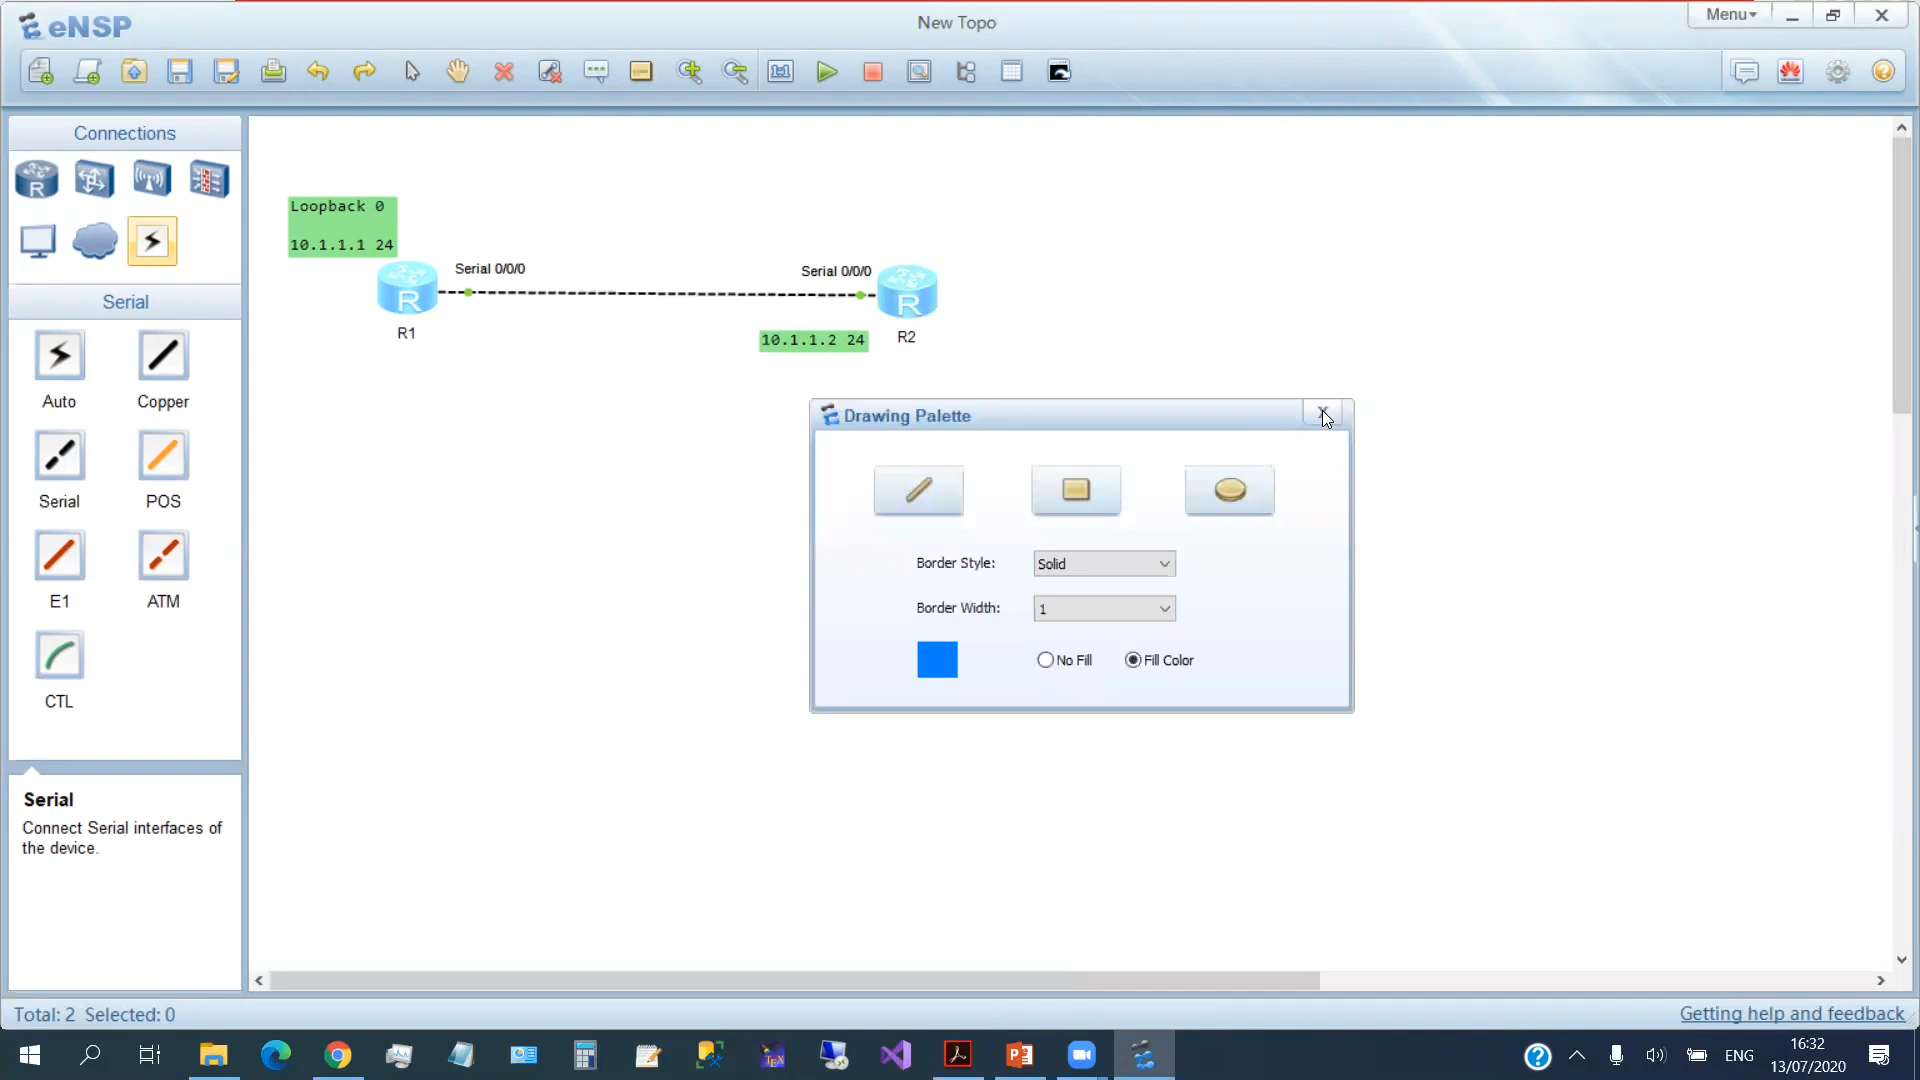 eNSP
New Topo
Menu
Connections
Loopback 0
10.1.1.1 24
Serial 0/0/0
Serial 0/0/0
R
R
R
R1
R2
10.1.1.2 24
Serial
Auto
Copper
Serial
POS
E1
ATM
CTL
Drawing Palette
Border Style:
Solid
Border Width:
1
No Fill
Fill Color
Serial
Connect Serial interfaces of
the device.
Total: 2 Selected: 0
Getting help and feedback
ENG
16:32
13/07/2020